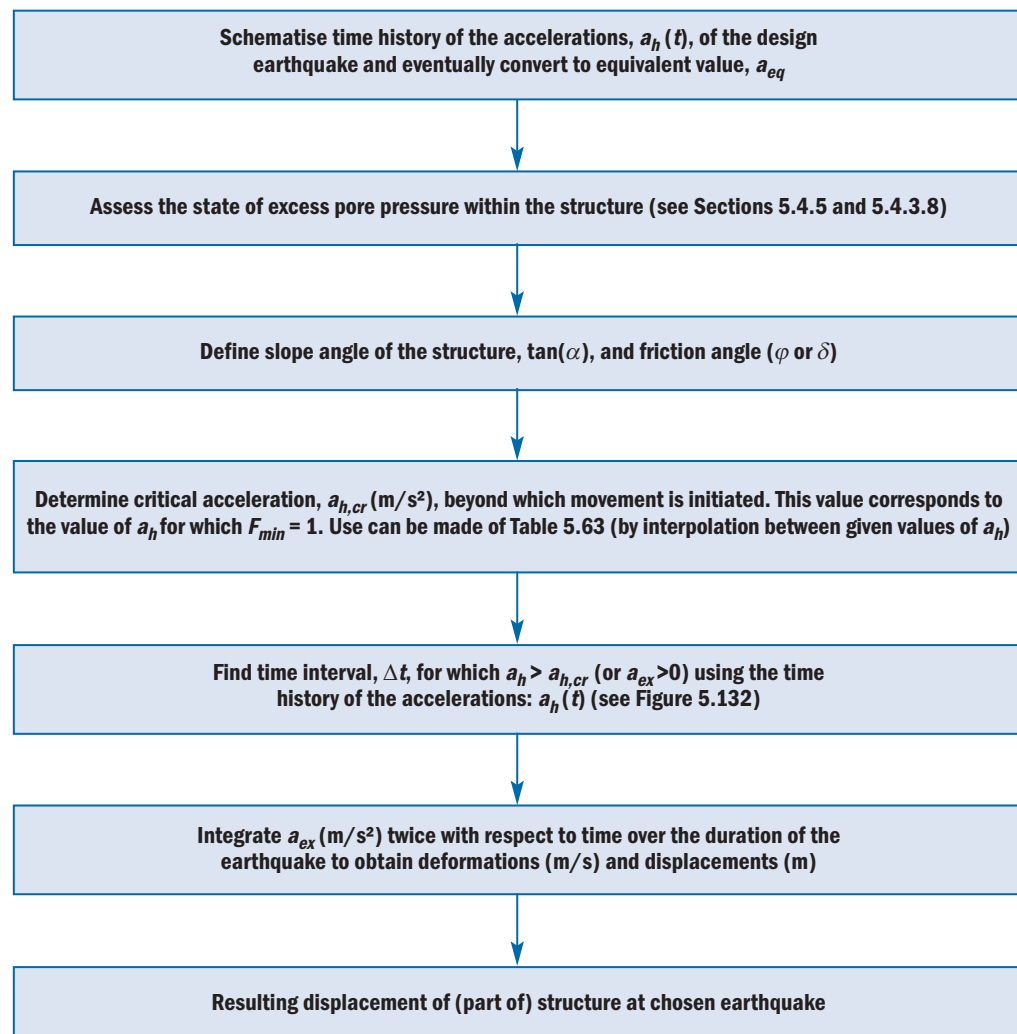 Schematise time history of the accelerations, a_h (t), of the design
earthquake and eventually convert to equivalent value, a_eq
Assess the state of excess pore pressure within the structure (see Sections 5.4.5 and 5.4.3.8)
Define slope angle of the structure, tan(α), and friction angle (φ or δ)
Determine critical acceleration, a_h,cr (m/s²), beyond which movement is initiated. This value corresponds to
the value of a_h for which F_min = 1. Use can be made of Table 5.63 (by interpolation between given values of a_h)
Find time interval, Δt, for which a_h > a_h,cr (or a_ex >0) using the time
history of the accelerations: a_h (t) (see Figure 5.132)
Integrate a_ex (m/s²) twice with respect to time over the duration of the
earthquake to obtain deformations (m/s) and displacements (m)
Resulting displacement of (part of) structure at chosen earthquake